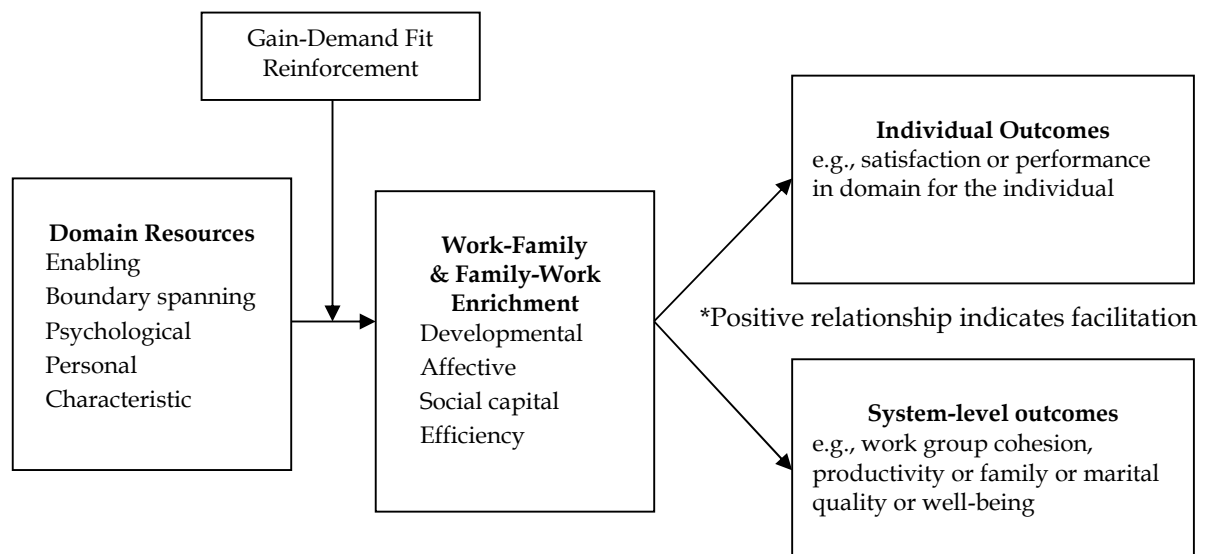 Gain-Demand Fit
Reinforcement
Domain Resources
Enabling
Boundary spanning
Psychological
Personal
Characteristic
Work-Family
& Family-Work
Enrichment
Developmental
Affective
Social capital
Efficiency
Individual Outcomes
e.g., satisfaction or performance
in domain for the individual
*Positive relationship indicates facilitation
System-level outcomes
e.g., work group cohesion,
productivity or family or marital
quality or well-being